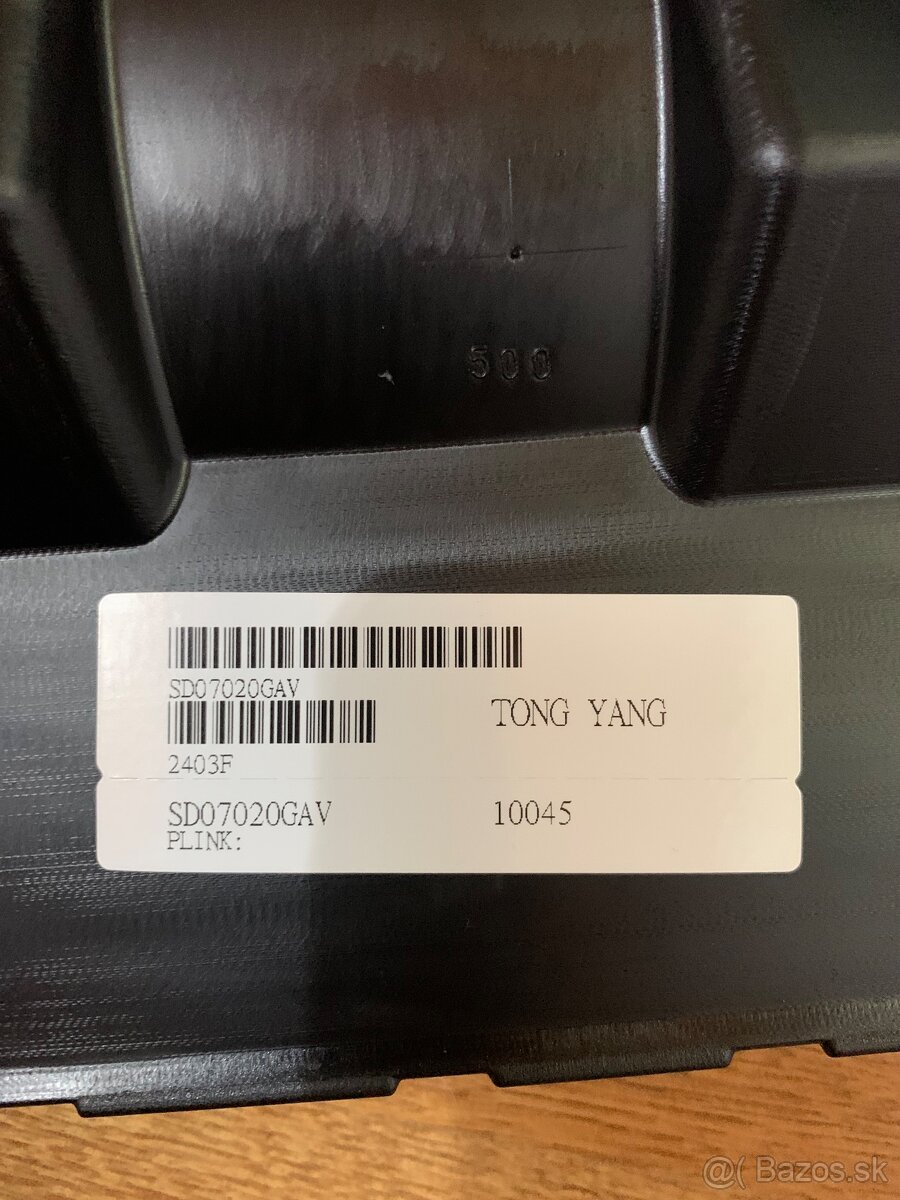 500
SD07020GAV
TONG YANG
2403F
SD07020GAV 10045
PLINK:
@( Bazos.sk